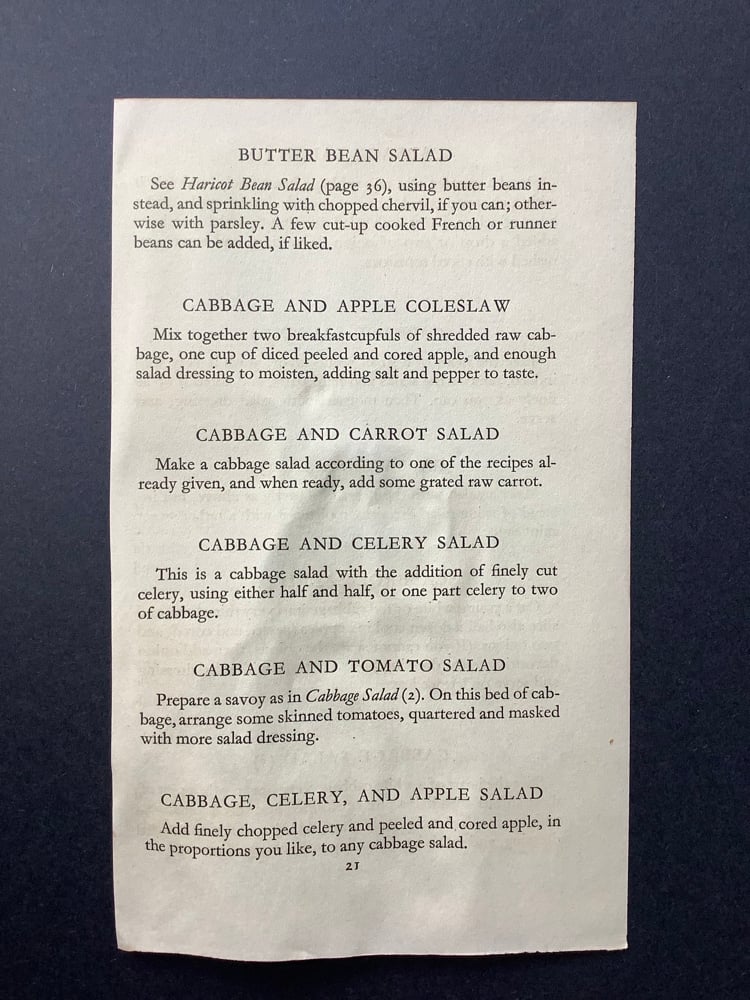 BUTTER BEAN SALAD
See Haricot Bean Salad (page 36), using butter beans in-
stead, and sprinkling with chopped chervil, if you can; other-
wise with parsley. A few cut-up cooked French or runner
beans can be added, if liked.
CABBAGE AND APPLE COLESLAW
Mix together two breakfastcupfuls of shredded raw cab-
bage, one cup of diced peeled and cored apple, and enough
salad dressing to moisten, adding salt and pepper to taste.
CABBAGE AND CARROT SALAD
Make a cabbage salad according to one of the recipes al-
ready given, and when ready, add some grated raw carrot.
CABBAGE AND CELERY SALAD
This is a cabbage salad with the addition of finely cut
celery, using either half and half, or one part celery to two
of cabbage.
CABBAGE AND TOMATO SALAD
Prepare a savoy as in Cabbage Salad (2). On this bed of cab-
bage, arrange some skinned tomatoes, quartered and masked
with more salad dressing.
CABBAGE, CELERY, AND APPLE SALAD
Add finely chopped celery and peeled and cored apple, in
the proportions you like, to any cabbage salad.
21